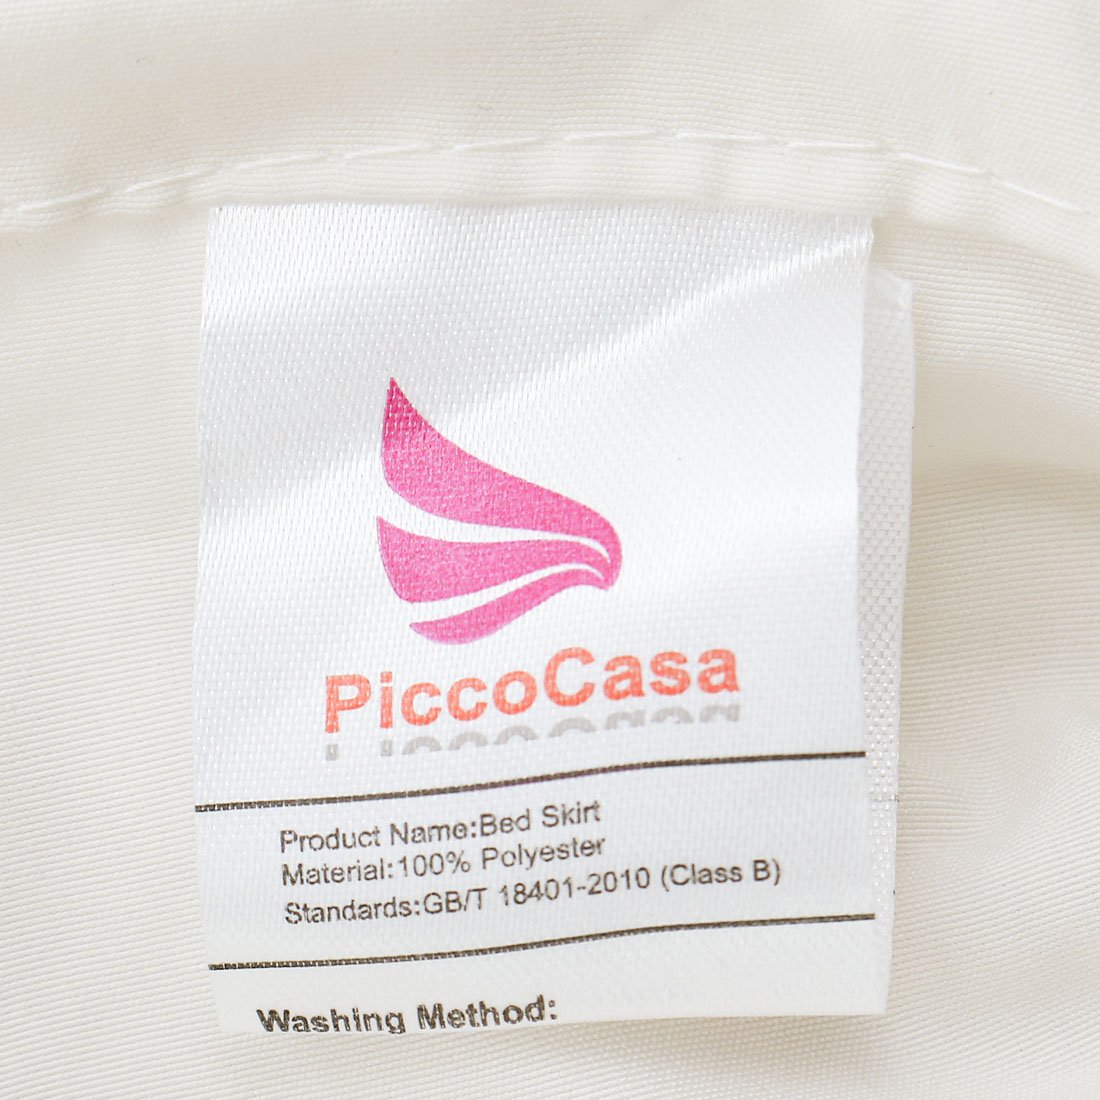 PiccoCasa
Product Name:Bed Skirt
Material:100% Polyester
Standards:GB/T 18401-2010 (Class B)
Washing Method: